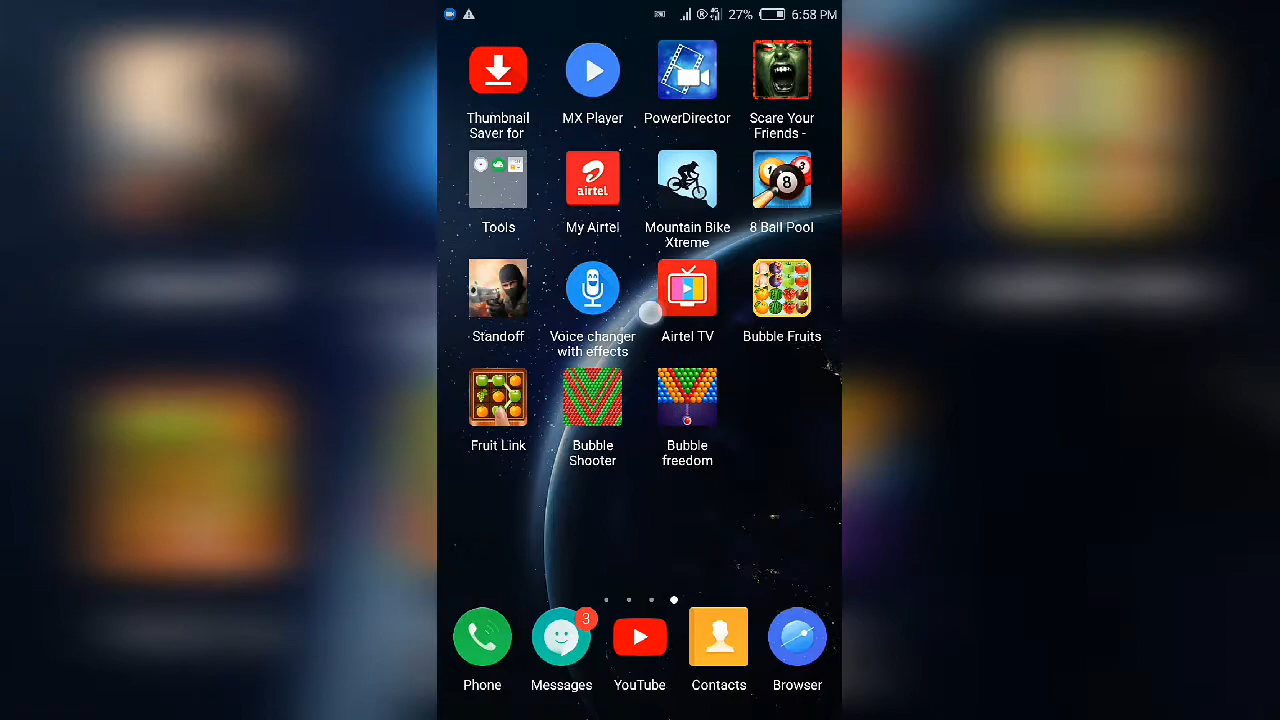 27% 6:58 PM
Thumbnail
Saver for
MX Player
PowerDirector
Scare Your
Friends -
airtel
3
8
Tools
My Airtel
Mountain Bike
Xtreme
8 Ball Pool
Standoff
Voice changer
with effects
Airtel TV
Bubble Fruits
Fruit Link
Bubble
Shooter
Bubble
freedom
3
Phone
Messages
YouTube
Contacts
Browser